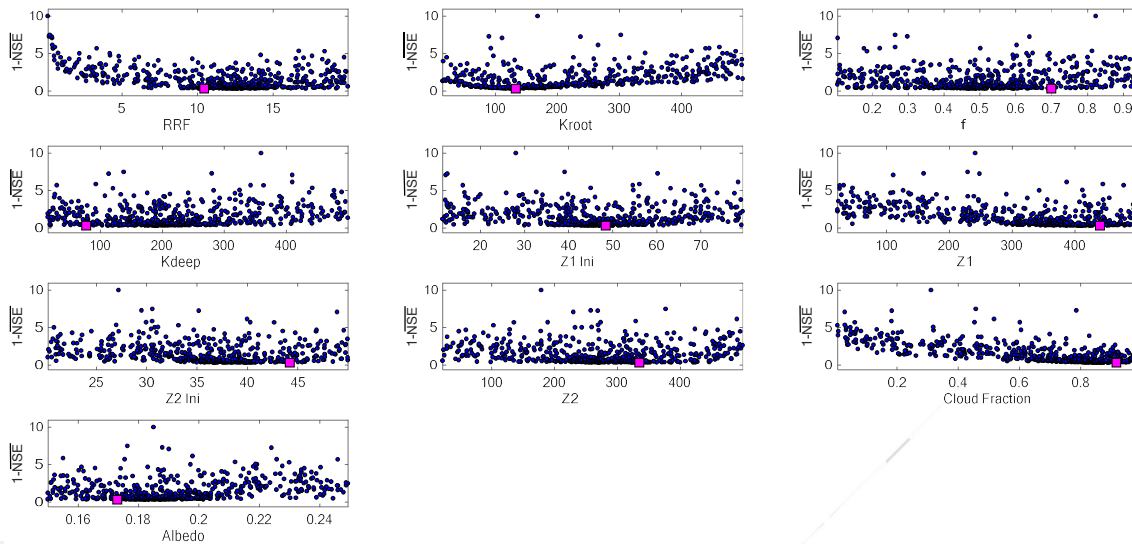 1-NSE
10
5
0
5 10 15
RRF
1-NSE
10
5
0
100 200 300 400
Kroot
1-NSE
10
5
0
0.2 0.3 0.4 0.5 0.6 0.7 0.8 0.9
f
1-NSE
10
5
0
100 200 300 400
Kdeep
1-NSE
10
5
0
20 30 40 50 60 70
Z1 Ini
1-NSE
10
5
0
100 200 300 400
Z1
1-NSE
10
5
0
25 30 35 40 45
Z2 Ini
1-NSE
10
5
0
100 200 300 400
Z2
1-NSE
10
5
0
0.2 0.4 0.6 0.8
Cloud Fraction
1-NSE
10
5
0
0.16 0.18 0.2 0.22 0.24
Albedo